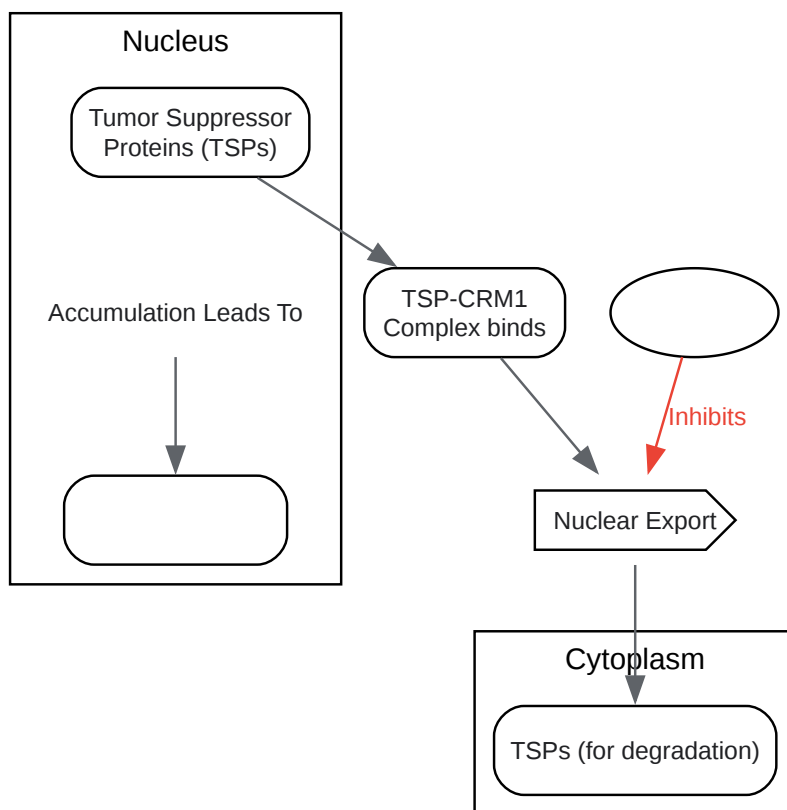 Nucleus
Tumor Suppressor
Proteins (TSPs)
Accumulation Leads To
TSP-CRM1
Complex binds
Inhibits
Nuclear Export
Cytoplasm
TSPs (for degradation)